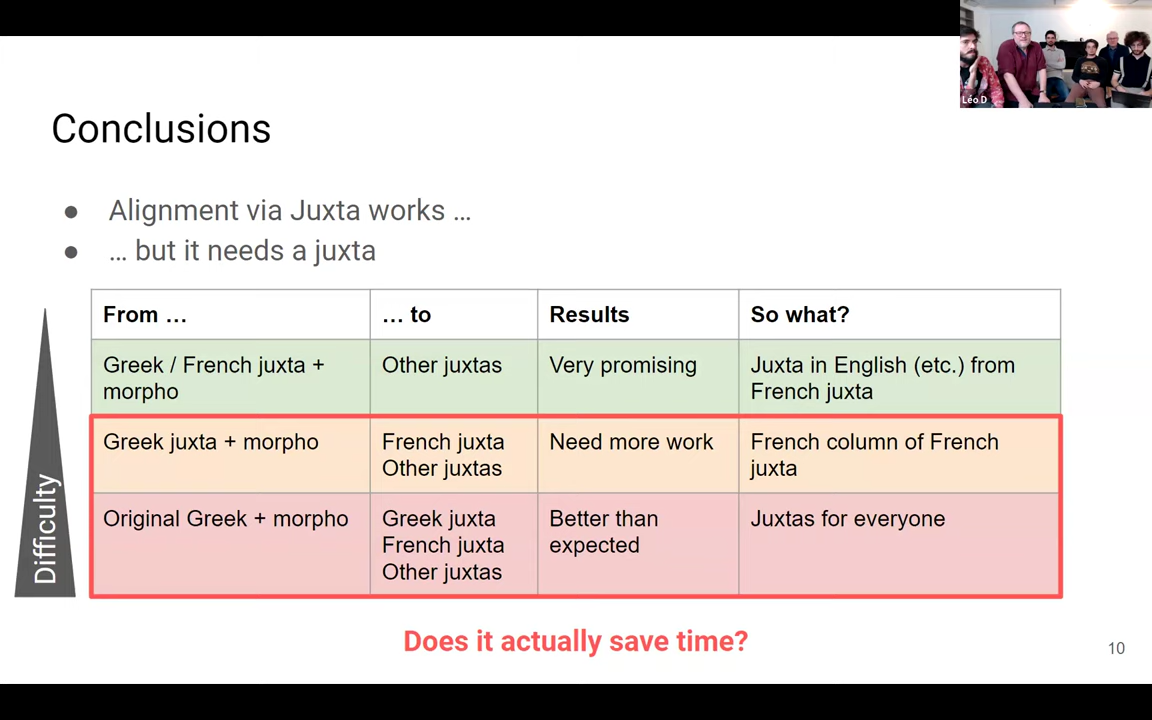 Léo D
Conclusions
● Alignment via Juxta works ...
● ... but it needs a juxta
From ... ... to Results So what?
Greek / French juxta + Other juxtas Very promising Juxta in English (etc.) from
morpho French juxta
Greek juxta + morpho French juxta Need more work French column of French
Other juxtas juxta
Original Greek + morpho Greek juxta Better than Juxtas for everyone
French juxta expected
Other juxtas
Difficulty
Does it actually save time?
10